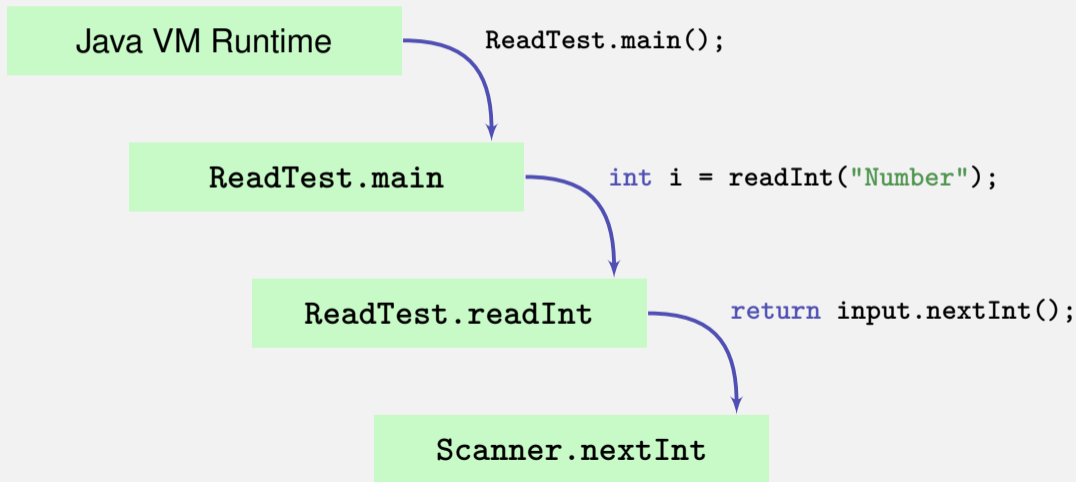 Java VM Runtime
ReadTest.main();
ReadTest.main
int i = readInt("Number");
ReadTest.readInt
return input.nextInt();
Scanner.nextInt